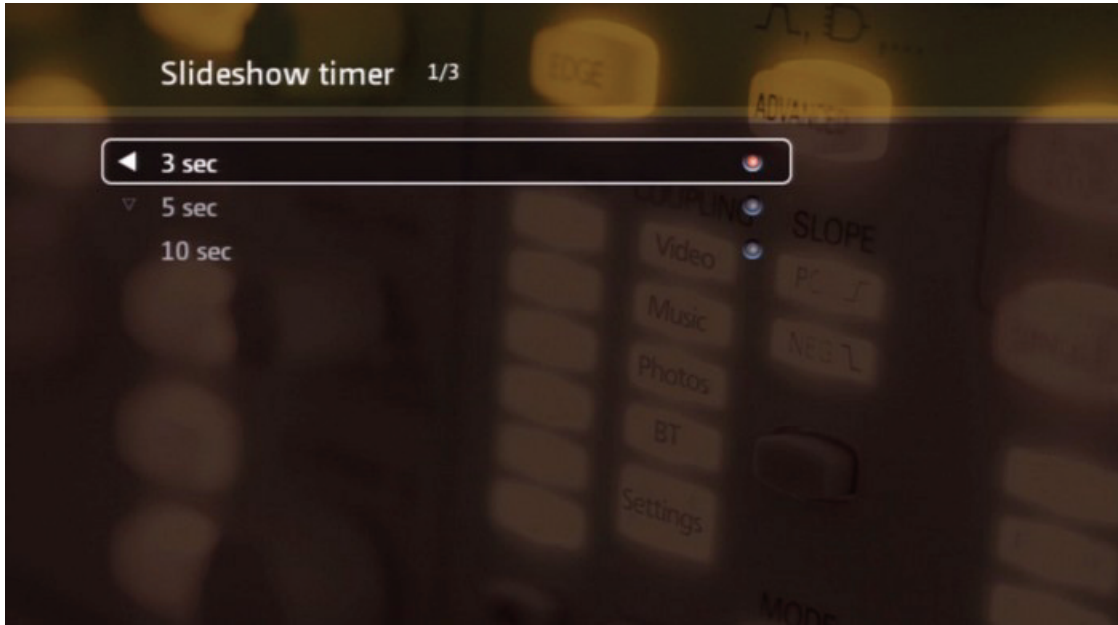 Slideshow timer 1/3
EDGE
ADVANCED
3 sec
5 sec
10 sec
COUPLING
SLOPE
Video
Music
NEG
Photos
BT
Settings
MODE